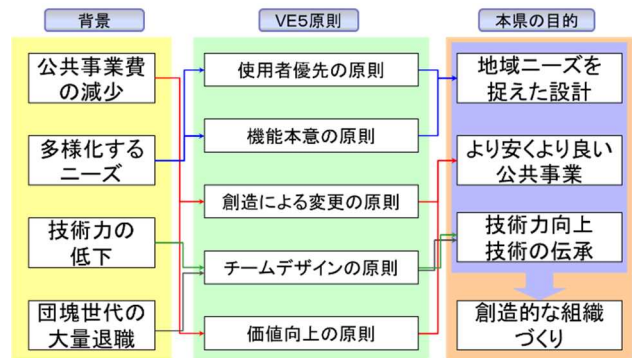 背景
VE5原則
本県の目的
公共事業費
の減少
多様化する
ニーズ
技術力の
低下
団塊世代の
大量退職
使用者優先の原則
機能本意の原則
創造による変更の原則
チームデザインの原則
価値向上の原則
地域ニーズを
捉えた設計
より安くより良い
公共事業
技術力向上
技術の伝承
創造的な組織
づくり